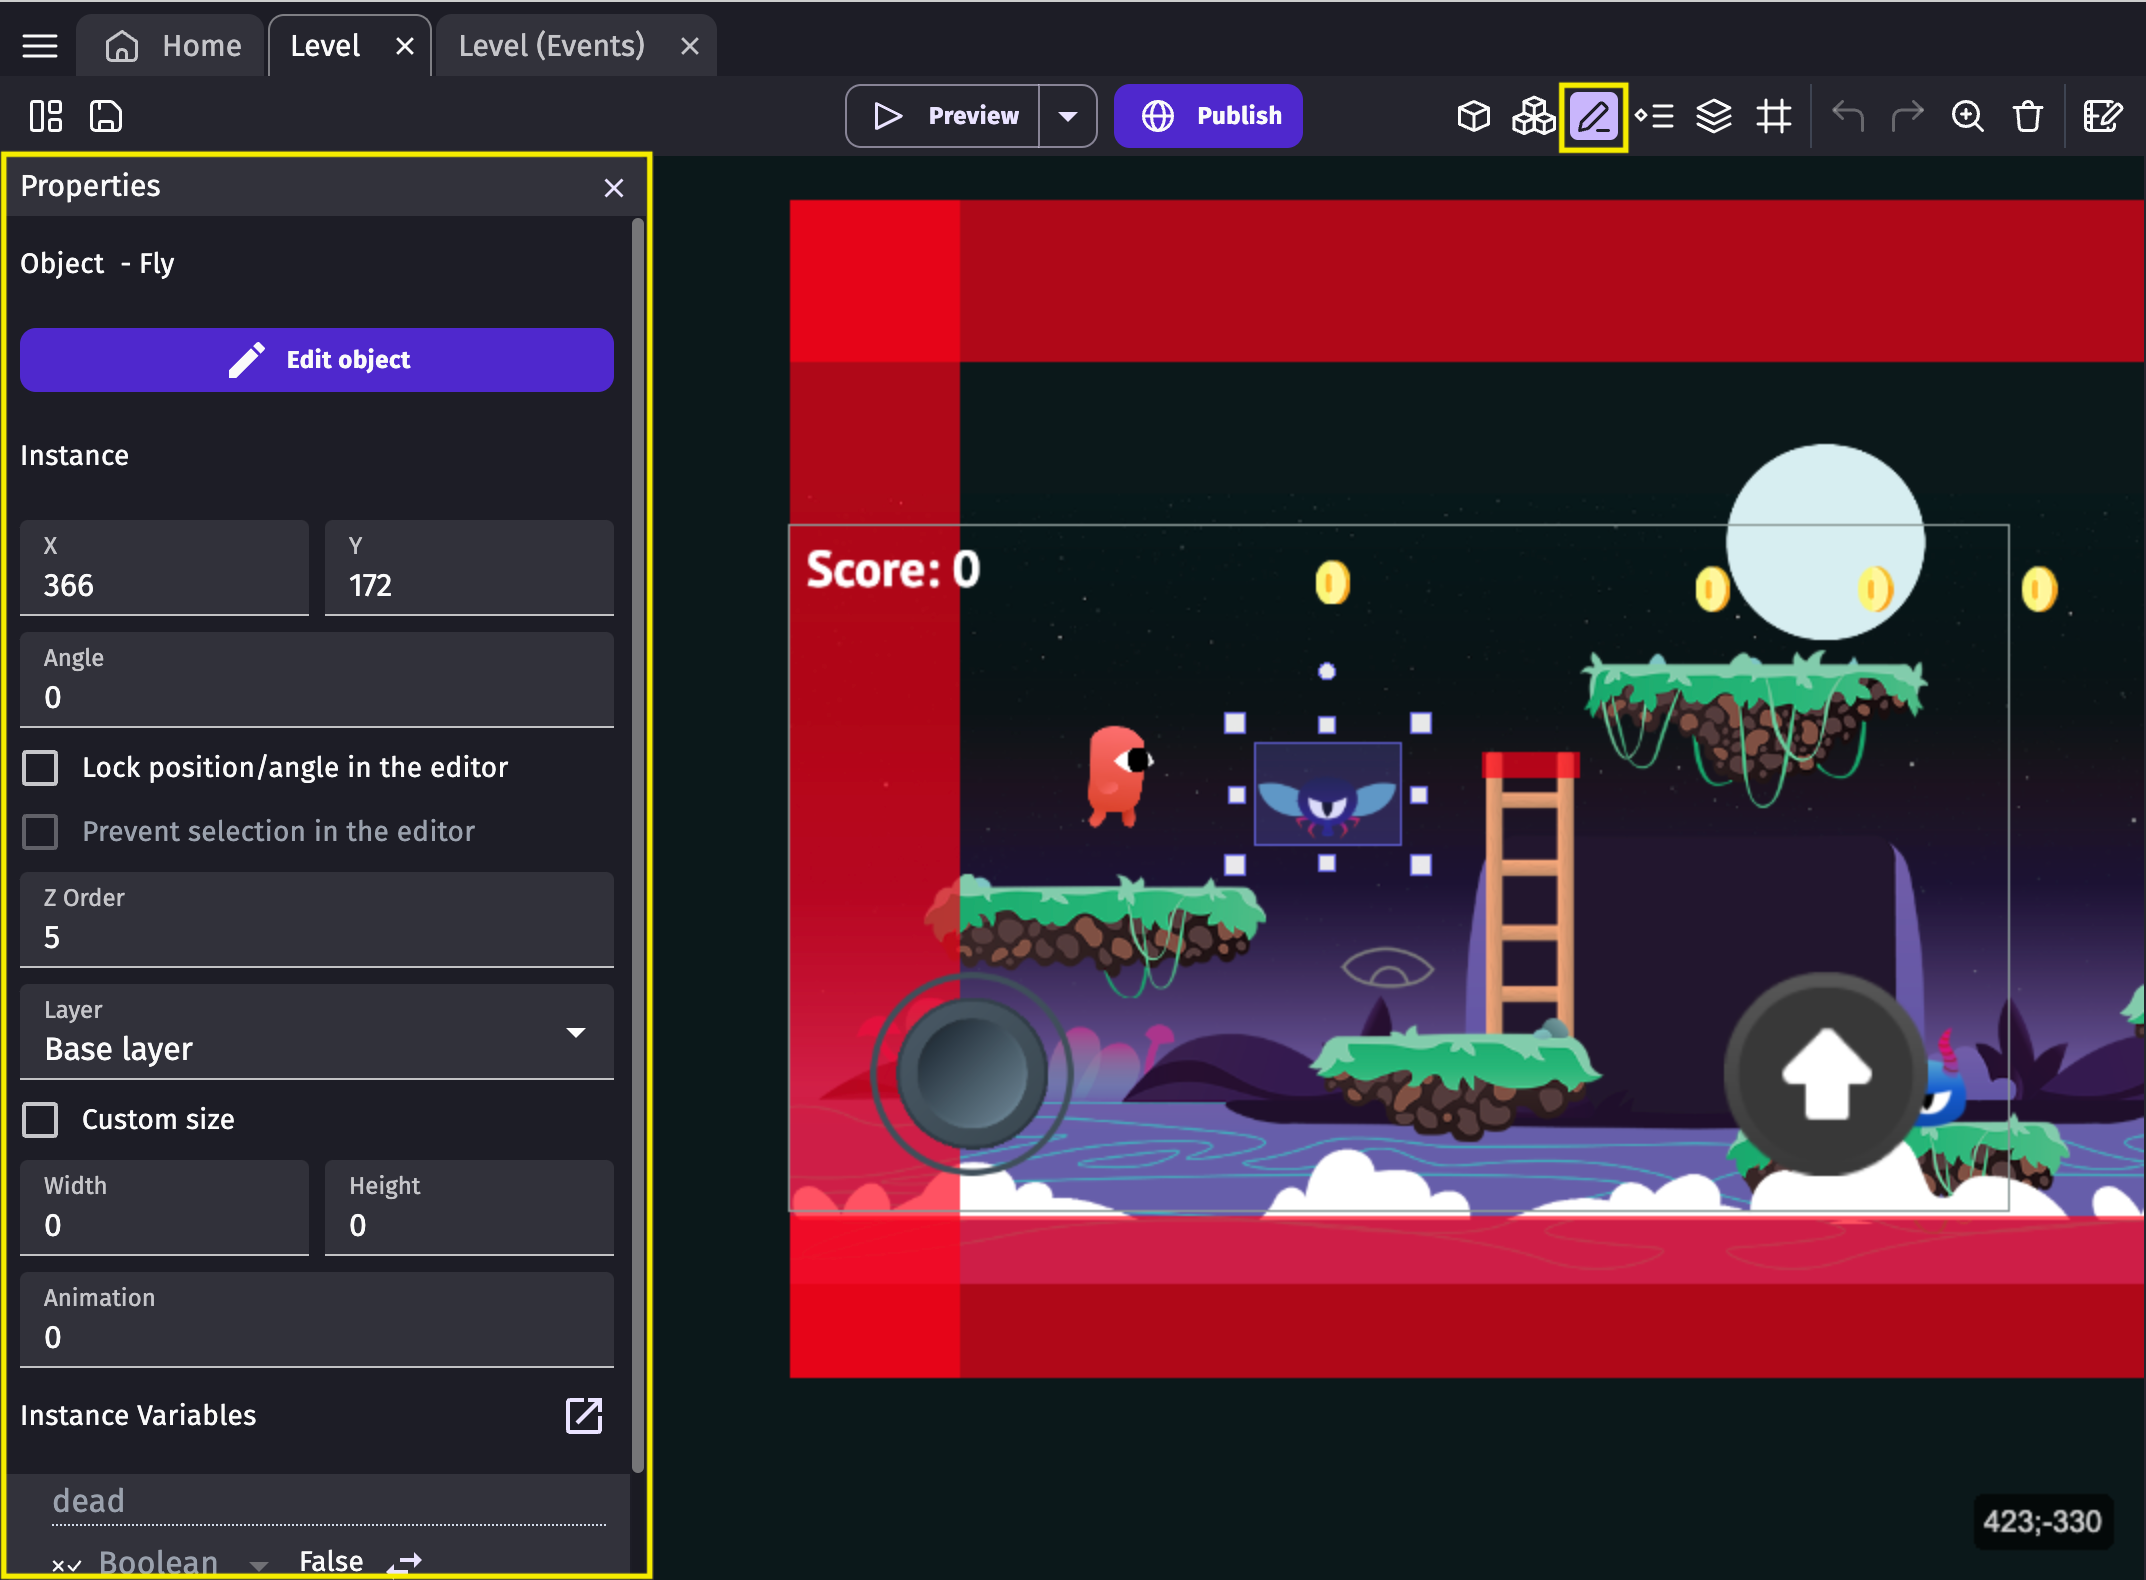 Home
Level
Level (Events)
Preview
Publish
Properties
Object - Fly
Edit object
Instance
X
366
Y
172
Angle
0
Lock position/angle in the editor
Prevent selection in the editor
Z Order
5
Layer
Base layer
Custom size
Width
0
Height
0
Animation
0
Instance Variables
dead
Boolean
False
Score: 0
423;-330